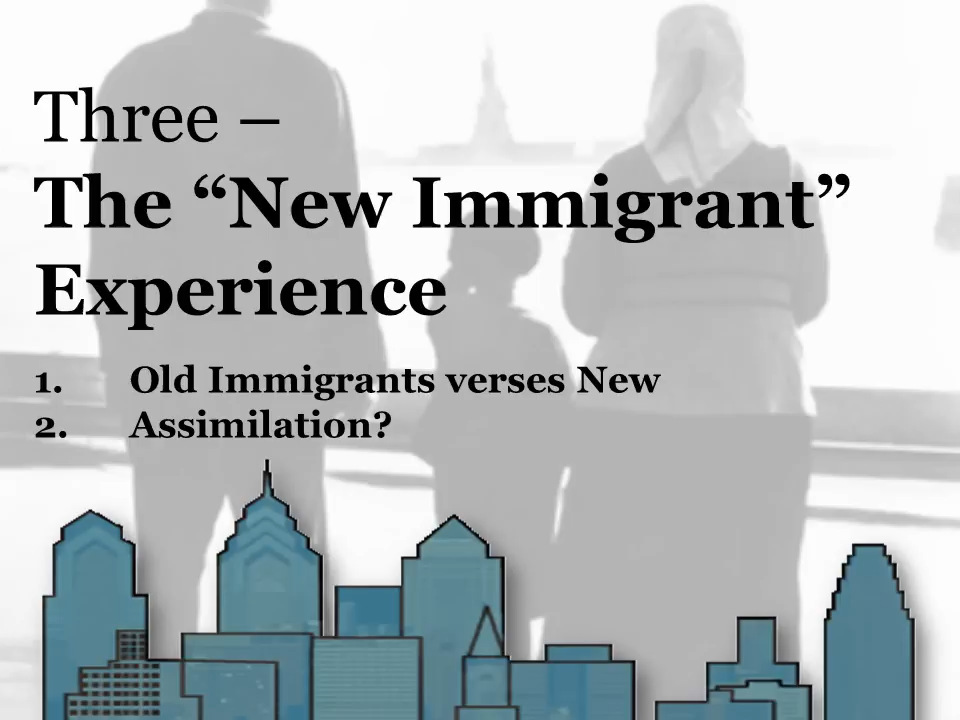 Three –
The “New Immigrant”
Experience
1. Old Immigrants verses New
2. Assimilation?